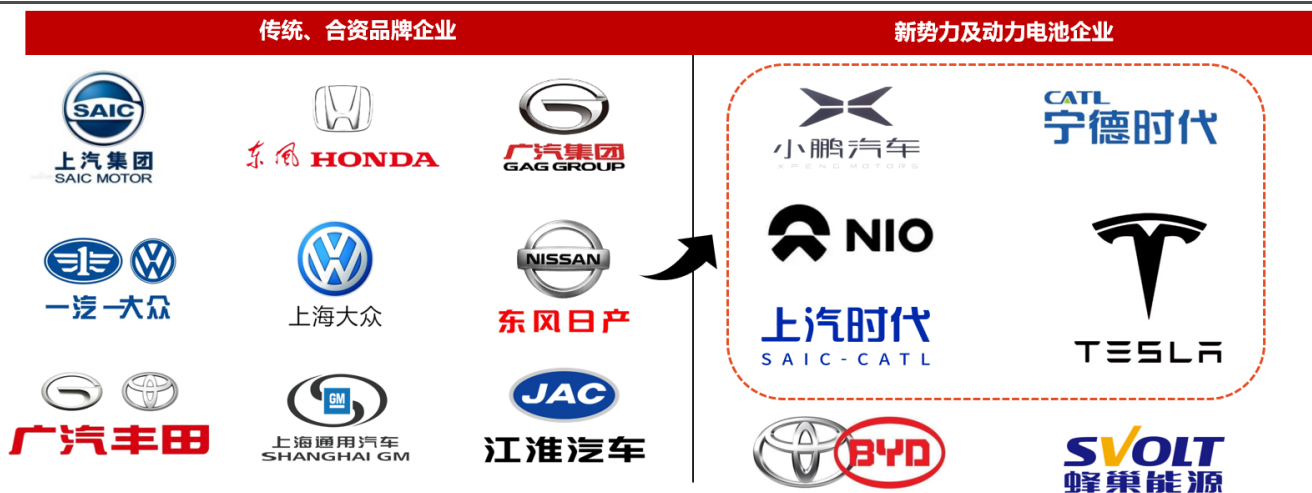 传统、合资品牌企业
新势力及动力电池企业
SAIC
上汽集团
SAIC MOTOR
东风 HONDA
广汽集团
GAG GROUP
小鹏汽车
XPENG MOTORS
CATL
宁德时代
一汽-大众
上海大众
NISSAN
东风日产
NIO
上汽时代
SAIC-CATL
TESLA
广汽丰田
GM
上海通用汽车
SHANGHAI GM
JAC
江淮汽车
BYD
SVOLT
蜂巢能源